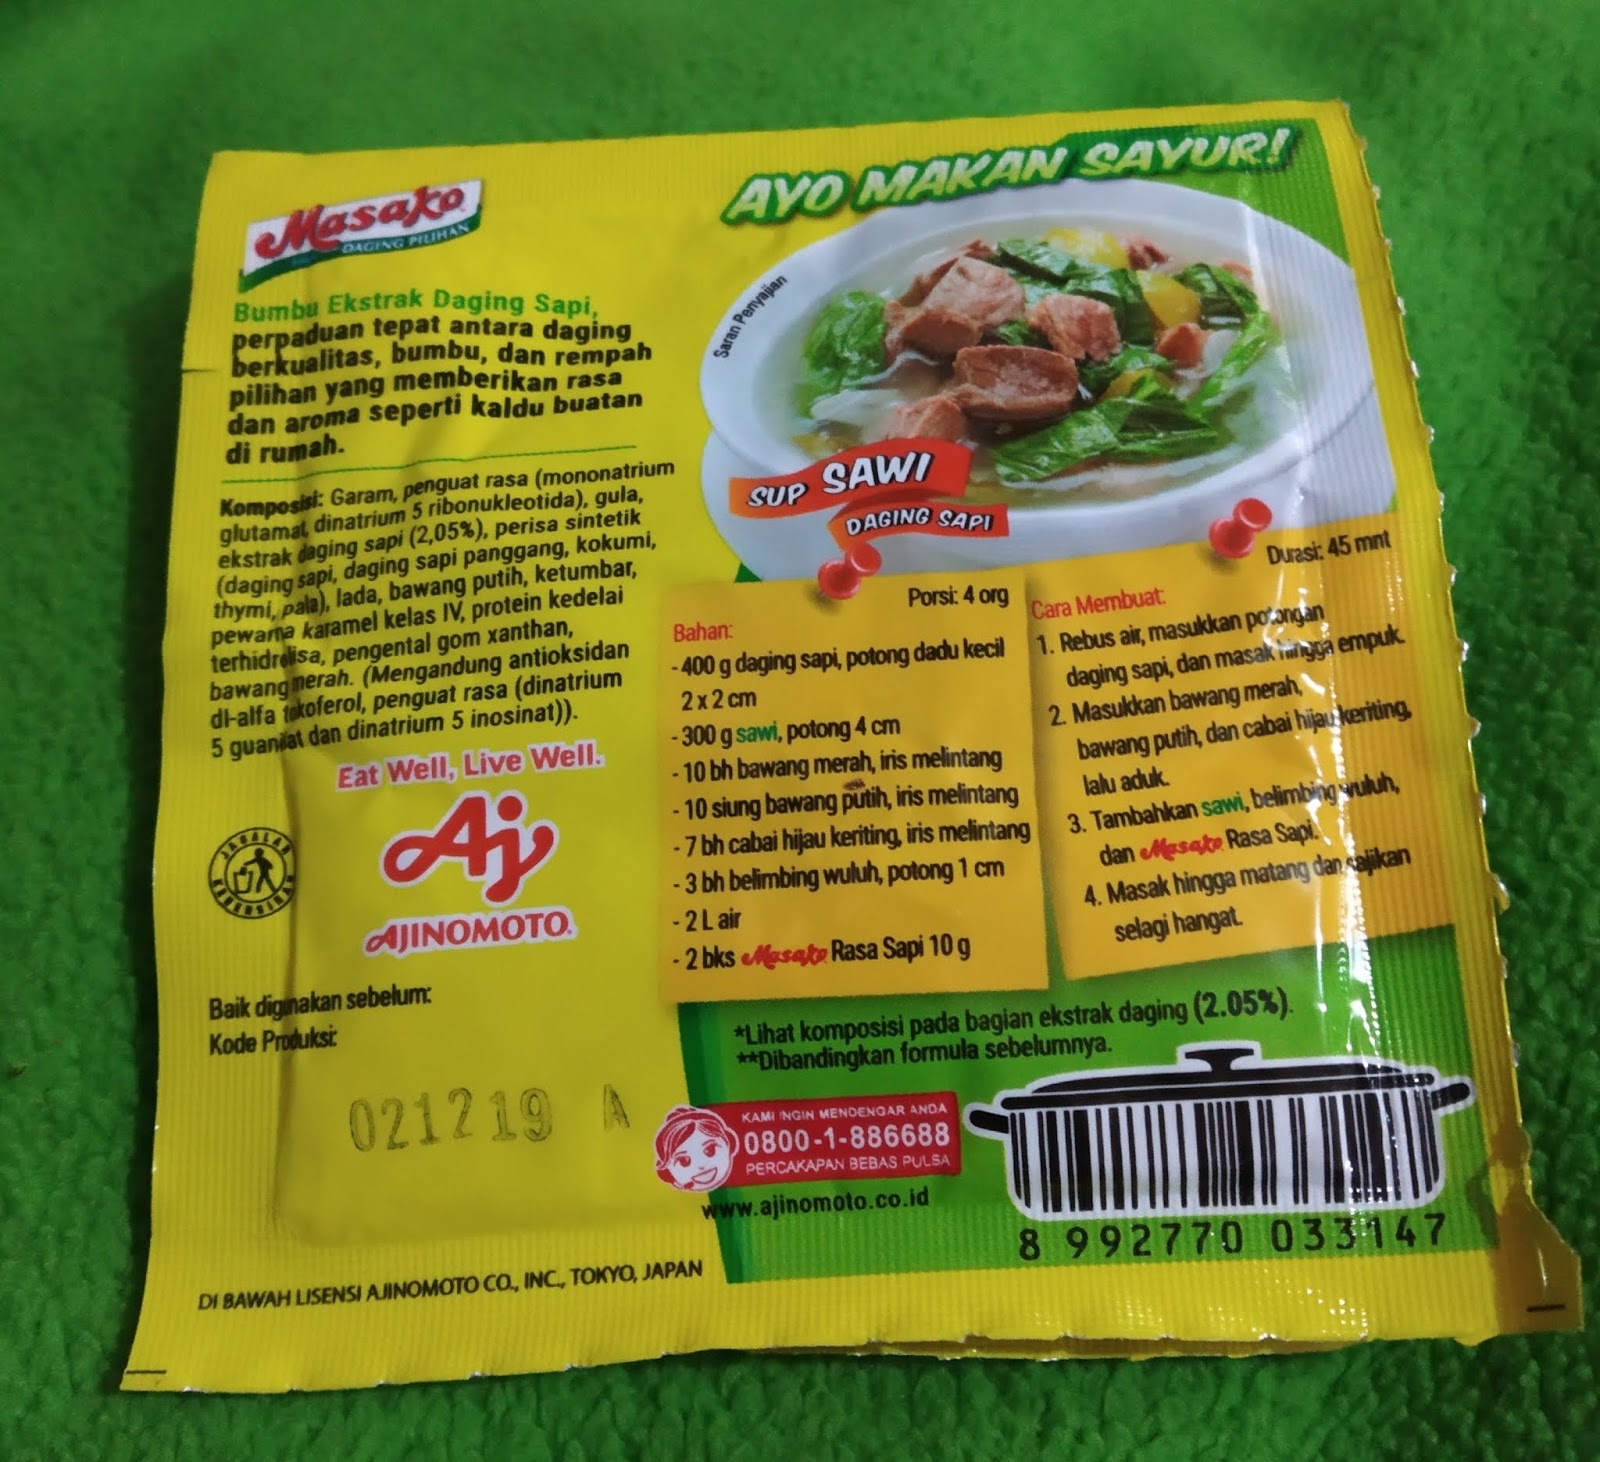 Masako
DAGING PILIHAN
Bumbu Ekstrak Daging Sapi,
perpaduan tepat antara daging
berkualitas, bumbu, dan rempah
pilihan yang memberikan rasa
dan aroma seperti kaldu buatan
di rumah.
Komposisi: Garam, penguat rasa (mononatrium
glutamat, dinatrium 5 ribonukleotida), gula,
ekstrak daging sapi (2,05%), perisa sintetik
(daging sapi, daging sapi panggang, kokumi,
thymi, pala), lada, bawang putih, ketumbar,
pewarna karamel kelas IV, protein kedelai
terhidrolisa, pengental gom xanthan,
bawang merah. (Mengandung antioksidan
dl-alfa tokoferol, penguat rasa (dinatrium
5 guanilat dan dinatrium 5 inosinat)).
Eat Well, Live Well.
Aj
AJINOMOTO
JAGALAH
KEBERSIHAN
Baik digunakan sebelum:
Kode Produksi:
021219 A
DI BAWAH LISENSI AJINOMOTO CO., INC., TOKYO, JAPAN
AYO MAKAN SAYUR!
Saran Penyajian
SUP SAWI
DAGING SAPI
Porsi: 4 org
Bahan:
- 400 g daging sapi, potong dadu kecil
2 x 2 cm
- 300 g sawi, potong 4 cm
- 10 bh bawang merah, iris melintang
- 10 siung bawang putih, iris melintang
- 7 bh cabai hijau keriting, iris melintang
- 3 bh belimbing wuluh, potong 1 cm
- 2 L air
- 2 bks Masako Rasa Sapi 10 g
Durasi: 45 mnt
Cara Membuat:
1. Rebus air, masukkan potongan
daging sapi, dan masak hingga empuk.
2. Masukkan bawang merah,
bawang putih, dan cabai hijau keriting,
lalu aduk.
3. Tambahkan sawi, belimbing wuluh,
dan Masako Rasa Sapi.
4. Masak hingga matang dan sajikan
selagi hangat.
*Lihat komposisi pada bagian ekstrak daging (2.05%).
**Dibandingkan formula sebelumnya.
KAMI INGIN MENDENGAR ANDA
0800-1-886688
PERCAKAPAN BEBAS PULSA
www.ajinomoto.co.id
8 992770 033147